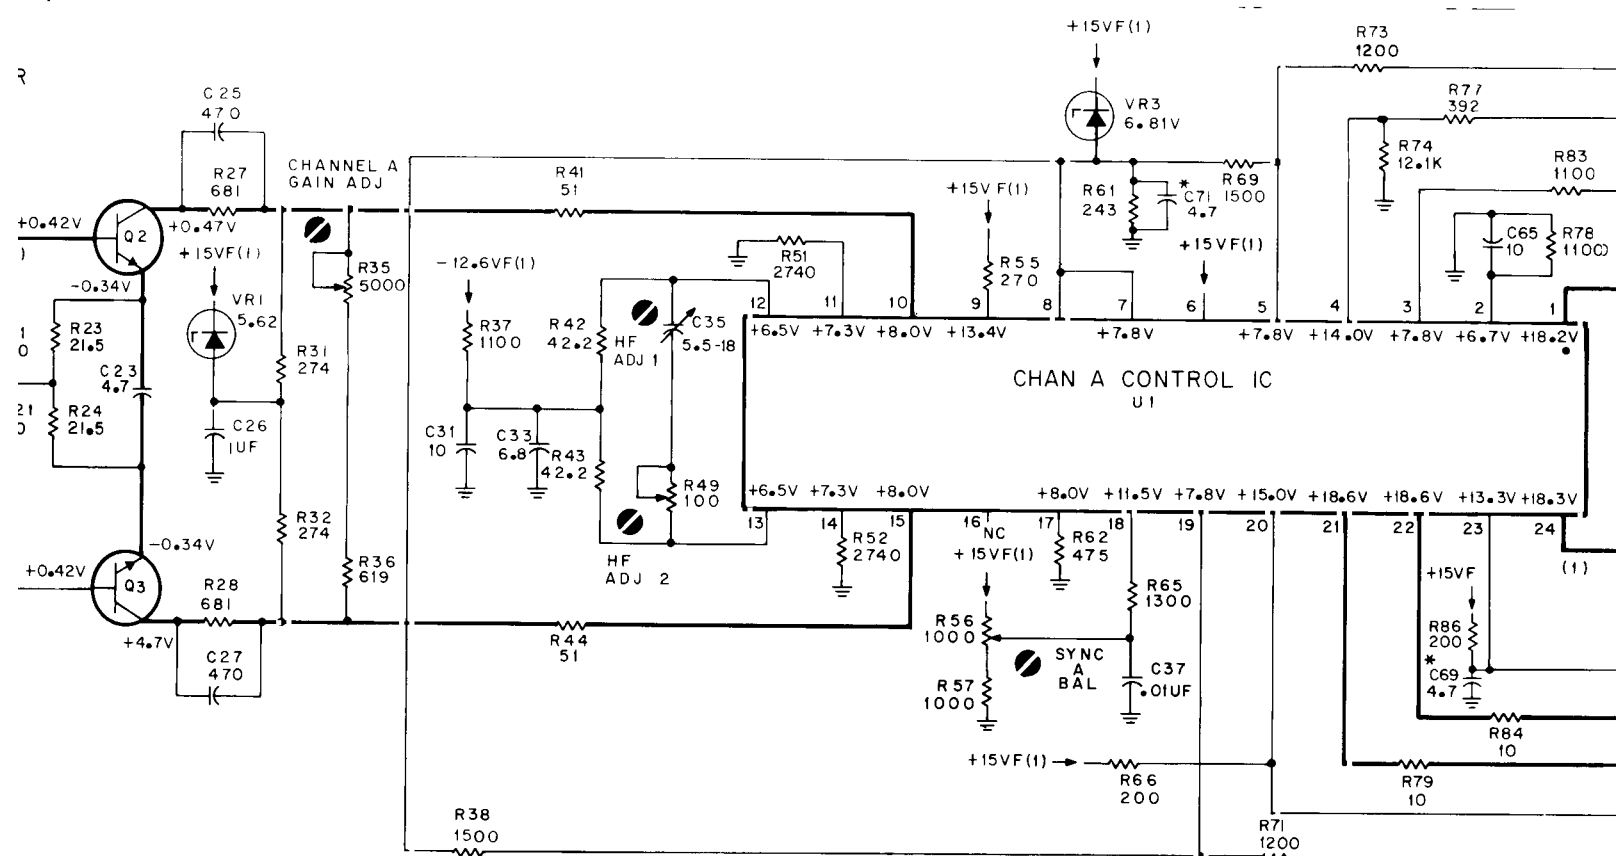 R
+15VF(1)
R73
1200
C25
470
VR3
6.81V
R77
392
R74
12.1K
R83
1100
CHANNEL A
GAIN ADJ
R27
681
R41
51
+15VF(1)
R61
243
*
C71
4.7
R69
1500
+0.42V
)
Q2
+0.47V
+15VF(1)
-0.34V
R35
5000
-12.6VF(1)
R51
2740
R55
270
+15VF(1)
C65
10
R78
1100
VR1
5.62
1
0
R23
21.5
C23
4.7
R31
274
R37
1100
R42
42.2
HF
ADJ 1
C35
5.5-18
12
11
10
9
8
7
6
5
4
3
2
1
+6.5V
+7.3V
+8.0V
+13.4V
+7.8V
+7.8V
+14.0V
+7.8V
+6.7V
+18.2V
CHAN A CONTROL IC
U1
21
0
R24
21.5
C26
1UF
C31
10
C33
6.8
R43
42.2
R49
100
+6.5V
+7.3V
+8.0V
+8.0V
+11.5V
+7.8V
+15.0V
+18.6V
+18.6V
+13.3V
+18.3V
13
14
15
16
17
18
19
20
21
22
23
24
NC
R32
274
-0.34V
R52
2740
+15VF(1)
R62
475
HF
ADJ 2
+0.42V
Q3
R28
681
R36
619
R65
1300
+15VF
(1)
+4.7V
C27
470
R44
51
R56
1000
SYNC
A
BAL
R86
200
*
C69
4.7
R57
1000
C37
.01UF
R84
10
+15VF(1)
R66
200
R79
10
R38
1500
R71
1200